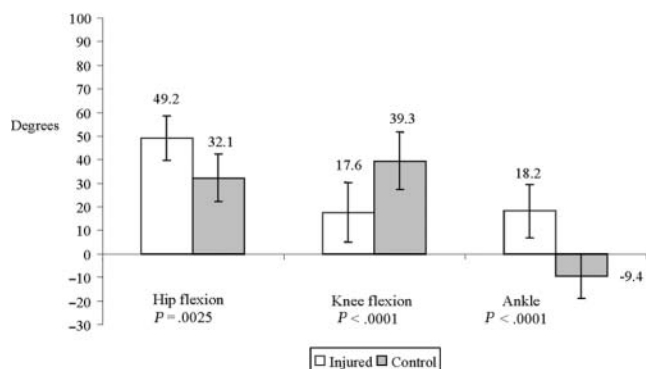 100
90
80
70
60
50
40
30
20
10
0
−10
−20
−30
Degrees
49.2
32.1
17.6
39.3
18.2
-9.4
Hip flexion
P = .0025
Knee flexion
P < .0001
Ankle
P < .0001
Injured Control